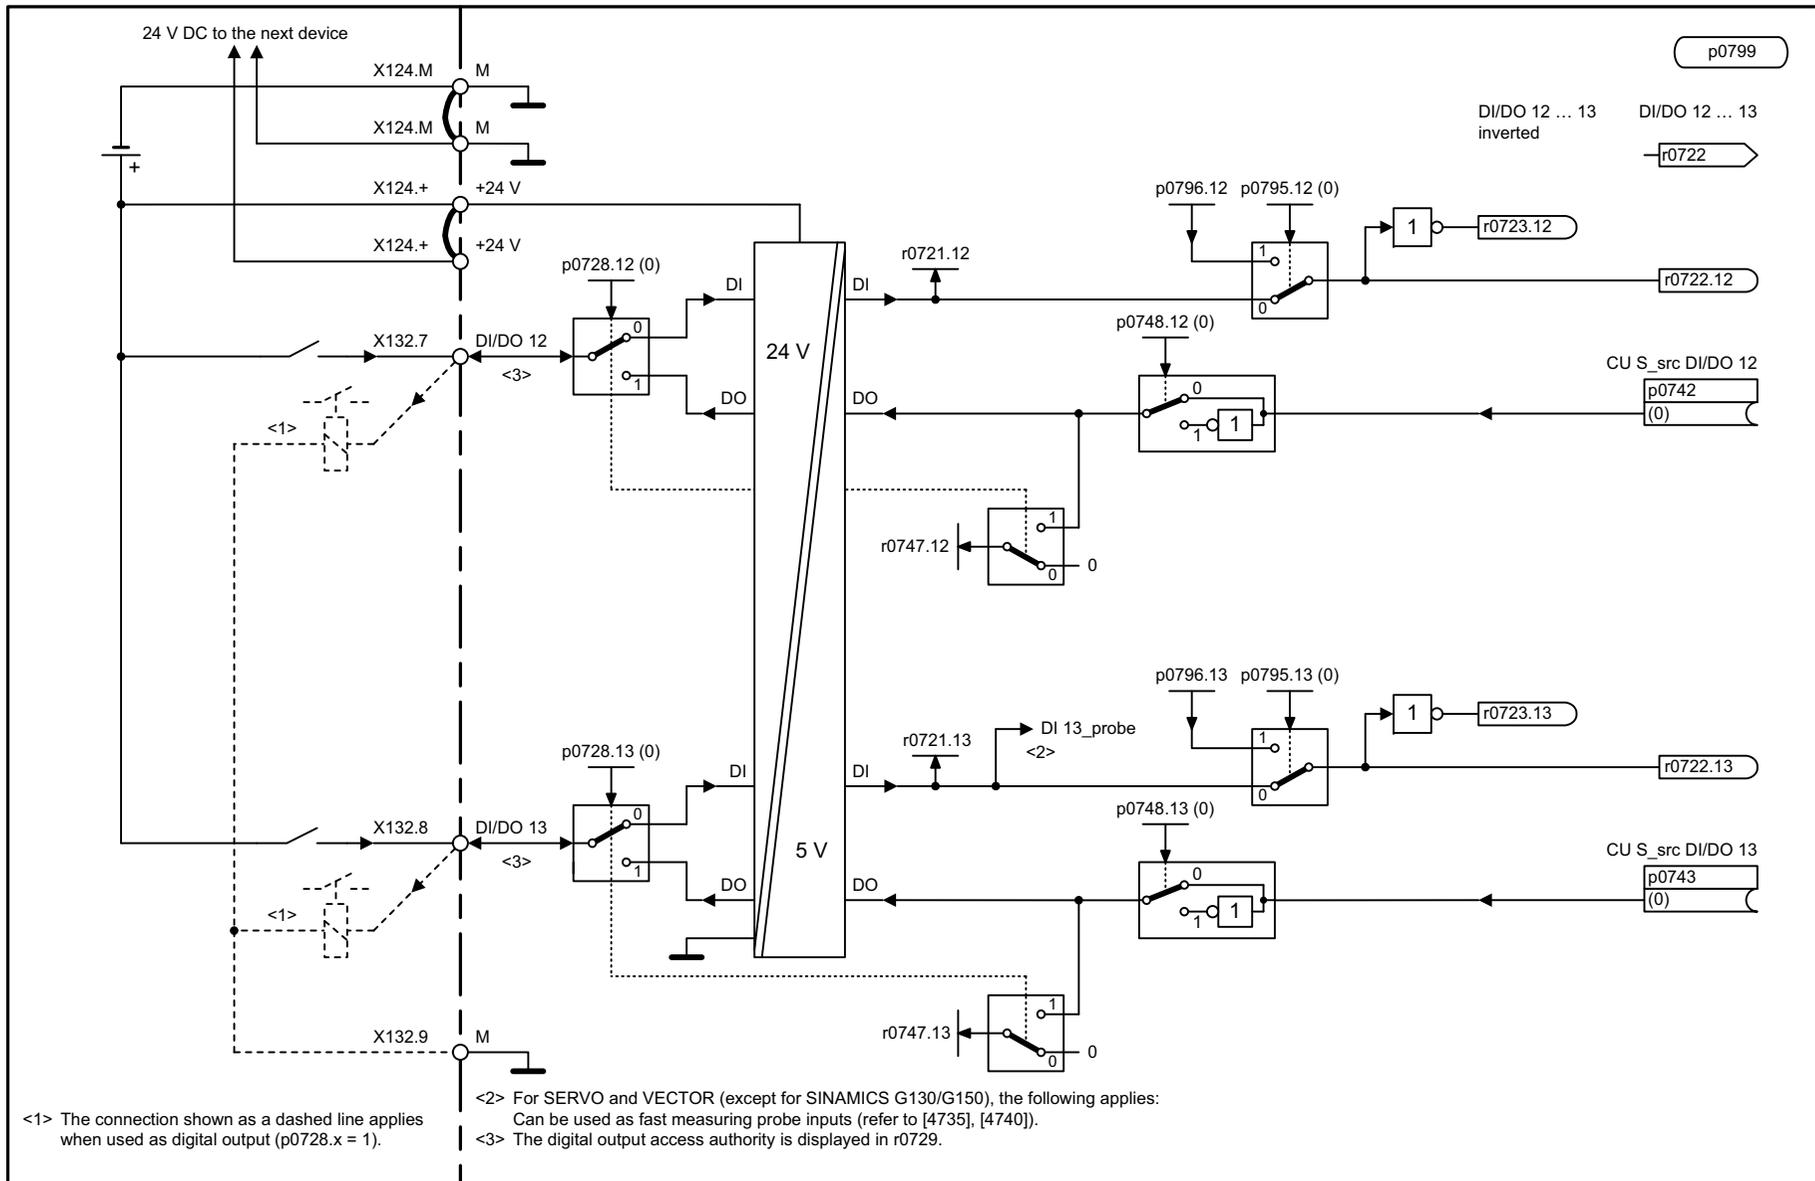 24 V DC to the next device
p0799
X124.M M
DI/DO 12 … 13
inverted
DI/DO 12 … 13
X124.M M
r0722
+
X124.+ +24 V
p0796.12 p0795.12 (0)
1 r0723.12
X124.+ +24 V
r0721.12
1
p0728.12 (0)
DI DI
r0722.12
0
p0748.12 (0)
0
X132.7 DI/DO 12
24 V
<3>
CU S_src DI/DO 12
1
0
p0742
DO DO
(0)
<1>
1 1
1
r0747.12
0 0
p0796.13 p0795.13 (0)
1 r0723.13
DI 13_probe
r0721.13
<2>
1
p0728.13 (0)
DI DI
r0722.13
0
p0748.13 (0)
0
X132.8 DI/DO 13
5 V
<3>
CU S_src DI/DO 13
1
0
p0743
DO DO
(0)
<1>
1 1
1
r0747.13
X132.9 M
0 0
<1> The connection shown as a dashed line applies
when used as digital output (p0728.x = 1).
<2> For SERVO and VECTOR (except for SINAMICS G130/G150), the following applies:
Can be used as fast measuring probe inputs (refer to [4735], [4740]).
<3> The digital output access authority is displayed in r0729.